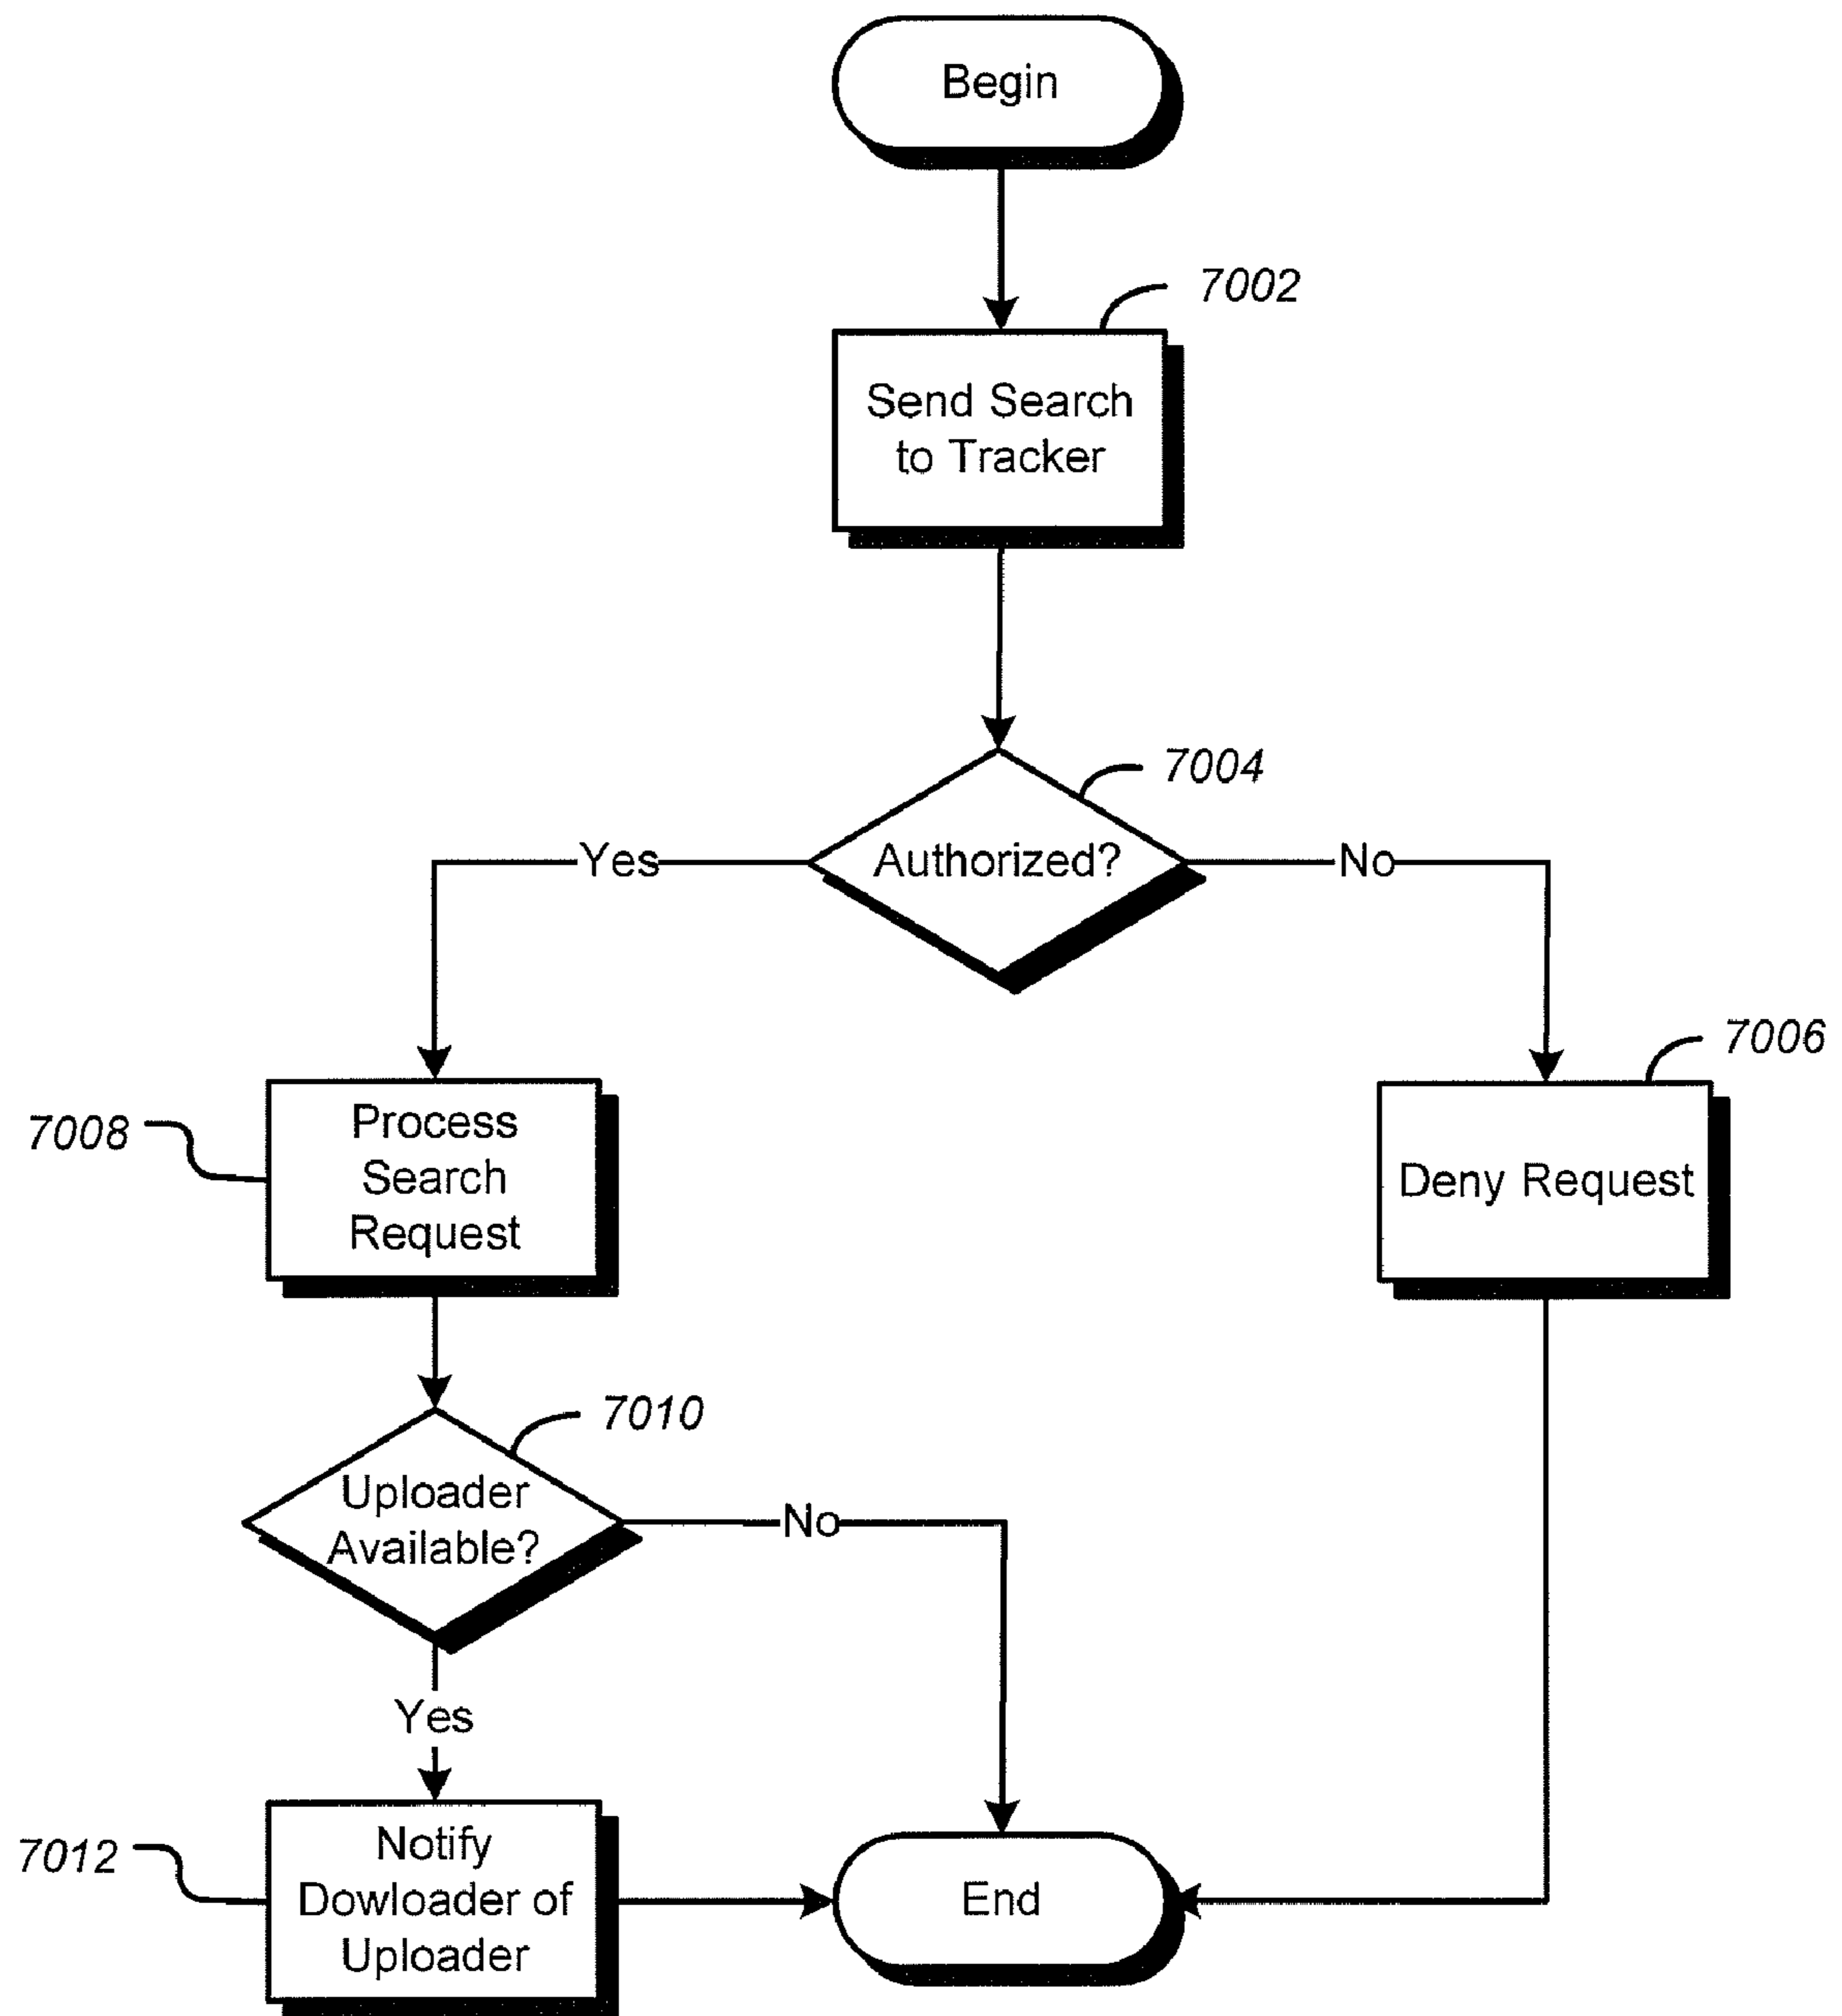 Begin
7002
Send Search
to Tracker
7004
Yes
Authorized?
No
7006
7008
Process
Search
Request
Deny Request
7010
Uploader
Available?
No
Yes
7012
Notify
Dowloader of
Uploader
End